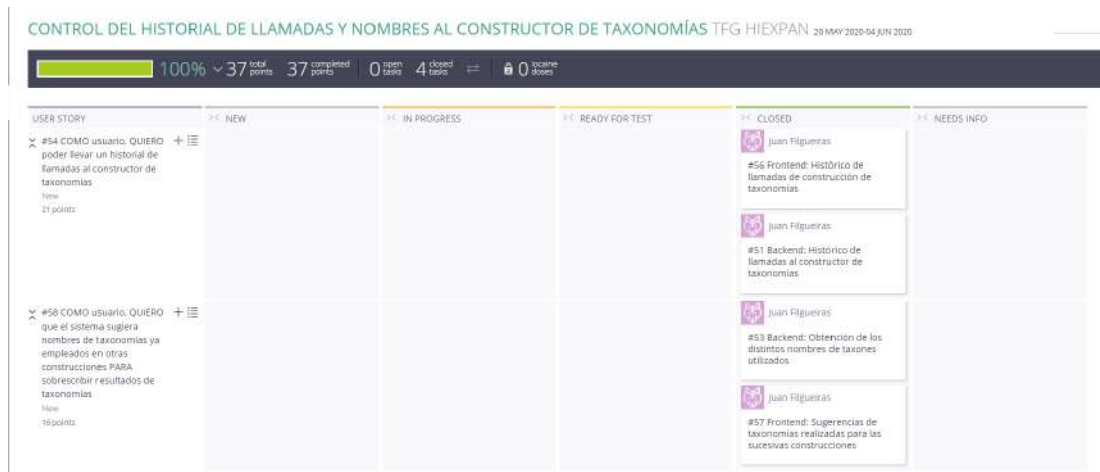 CONTROL DEL HISTORIAL DE LLAMADAS Y NOMBRES AL CONSTRUCTOR DE TAXONOMÍAS TFG HIEXPAN 20 MAY 2020-04 JUN 2020
100% 37 total points 37 completed points 0 open tasks 4 closed tasks 0 iocaine doses
USER STORY NEW IN PROGRESS READY FOR TEST CLOSED NEEDS INFO
#54 COMO usuario, QUIERO
poder llevar un historial de
llamadas al constructor de
taxonomías
New
21 points
Juan Filgueiras
#56 Frontend: Histórico de
llamadas de construcción de
taxonomías
Juan Filgueiras
#51 Backend: Histórico de
llamadas al constructor de
taxonomías
#58 COMO usuario, QUIERO
que el sistema sugiera
nombres de taxonomías ya
empleados en otras
construcciones PARA
sobrescribir resultados de
taxonomías
New
16 points
Juan Filgueiras
#53 Backend: Obtención de los
distintos nombres de taxones
utilizados
Juan Filgueiras
#57 Frontend: Sugerencias de
taxonomías realizadas para las
sucesivas construcciones